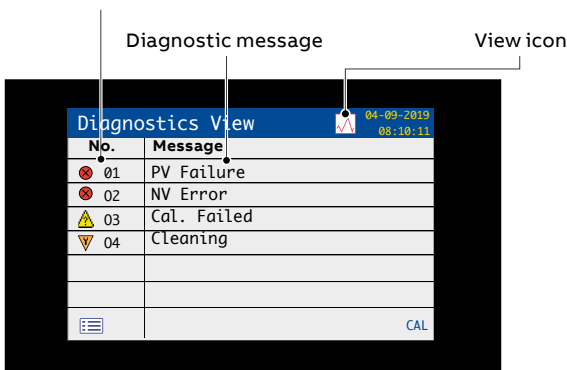 Diagnostic message
View icon
Diagnostics View
04-09-2019
08:10:11
No. Message
01 PV Failure
02 NV Error
? 03 Cal. Failed
04 Cleaning
CAL